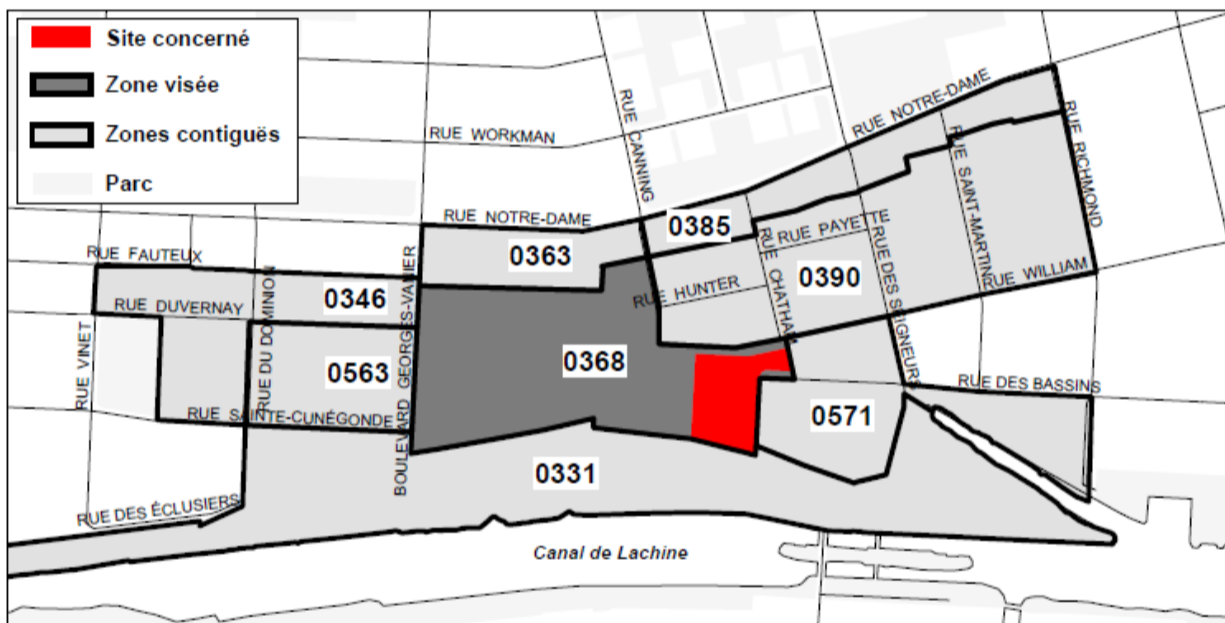 Site concerné
Zone visée
Zones contiguës
Parc
RUE WORKMAN
RUE CANNING
RUE NOTRE-DAME
RUE RICHMOND
RUE SAINT-MARTIN
RUE NOTRE-DAME
0385
RUE PAYETTE
0363
RUE FAUTEUX
BOULEVARD GEORGES-VANIER
RUE HUNTER
RUE CHATHAM
0390
RUE DES SEIGNEURS
RUE WILLIAM
0346
RUE DUVERNAY
RUE VINET
RUE DU DOMINION
0563
0368
RUE DES BASSINS
RUE SAINTE-CUNÉGONDE
0571
0331
RUE DES ÉCLUSIERS
Canal de Lachine